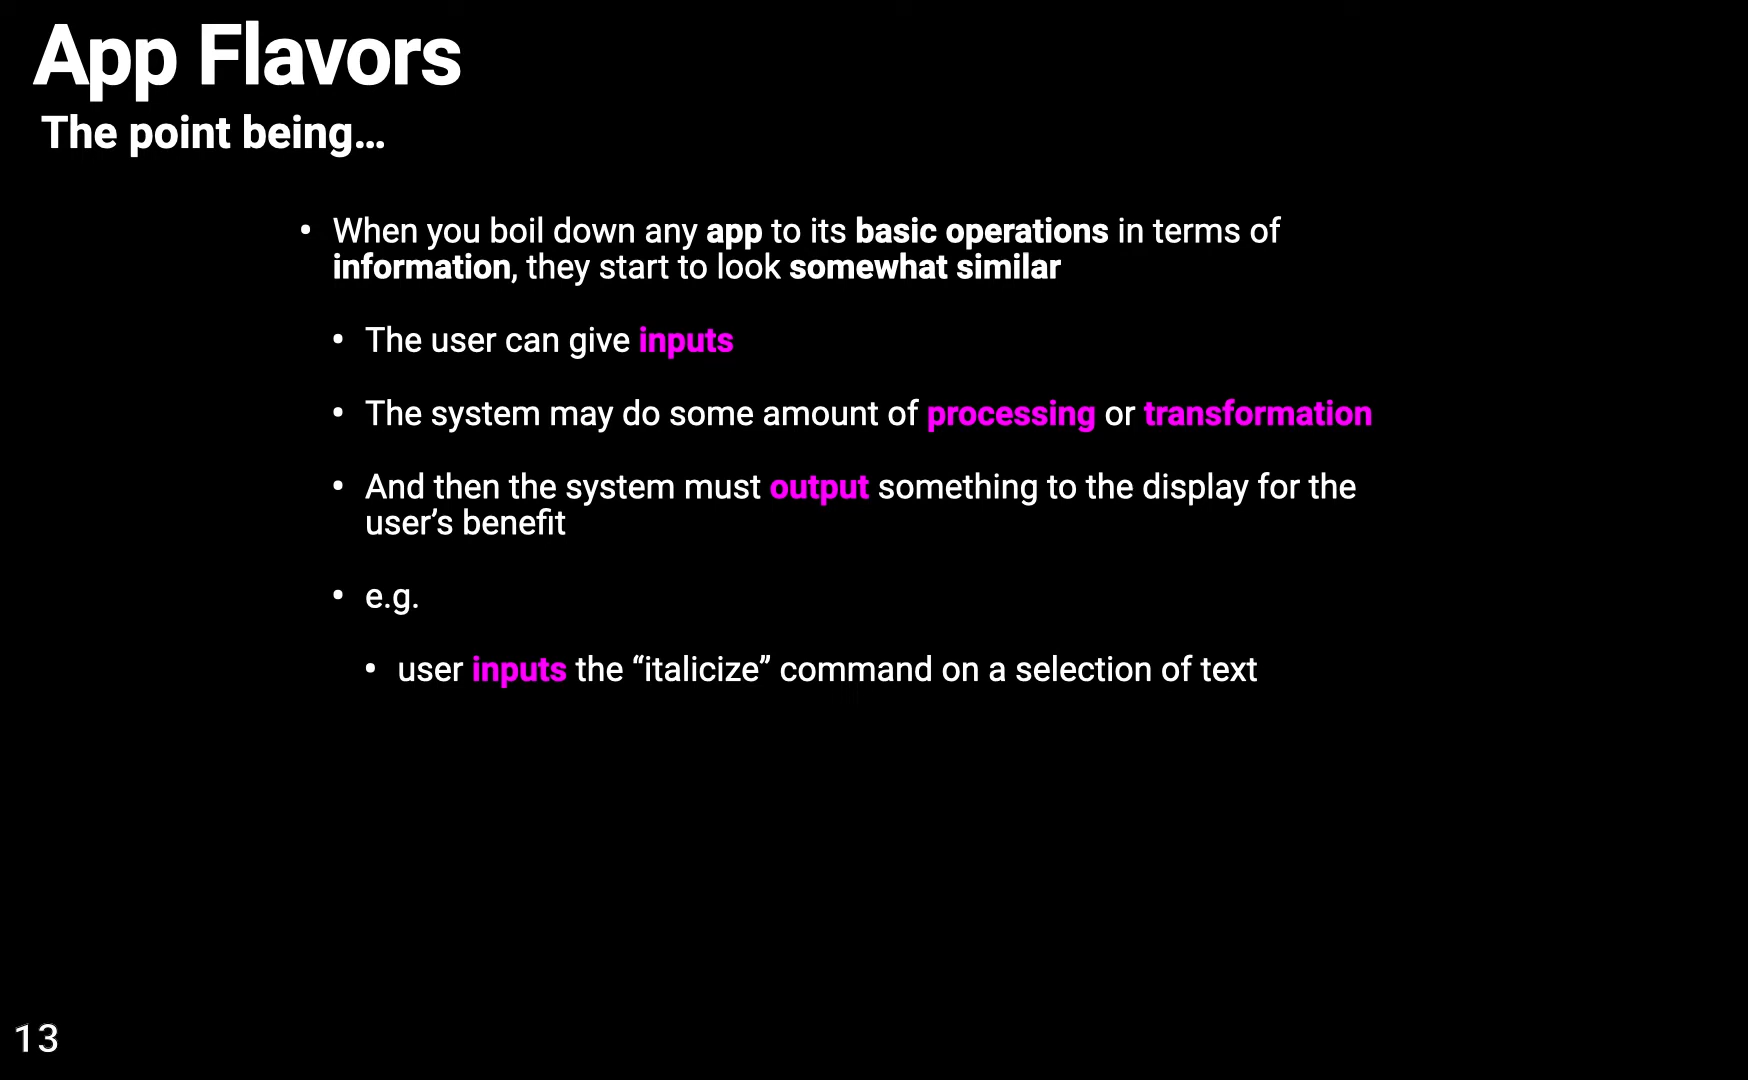 App Flavors
The point being…
• When you boil down any app to its basic operations in terms of
information, they start to look somewhat similar
• The user can give inputs
• The system may do some amount of processing or transformation
• And then the system must output something to the display for the
user’s benefit
• e.g.
• user inputs the “italicize” command on a selection of text
13